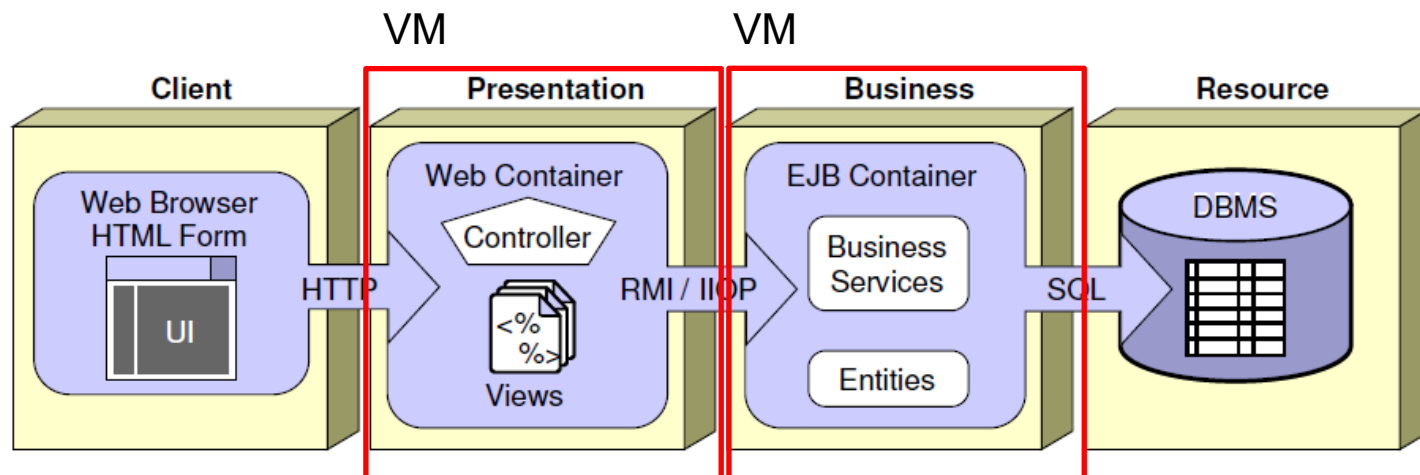 VM
VM
Client
Presentation
Business
Resource
Web Browser
HTML Form
UI
HTTP
Web Container
Controller
<%
%>
Views
RMI / IIOP
EJB Container
Business
Services
Entities
SQL
DBMS